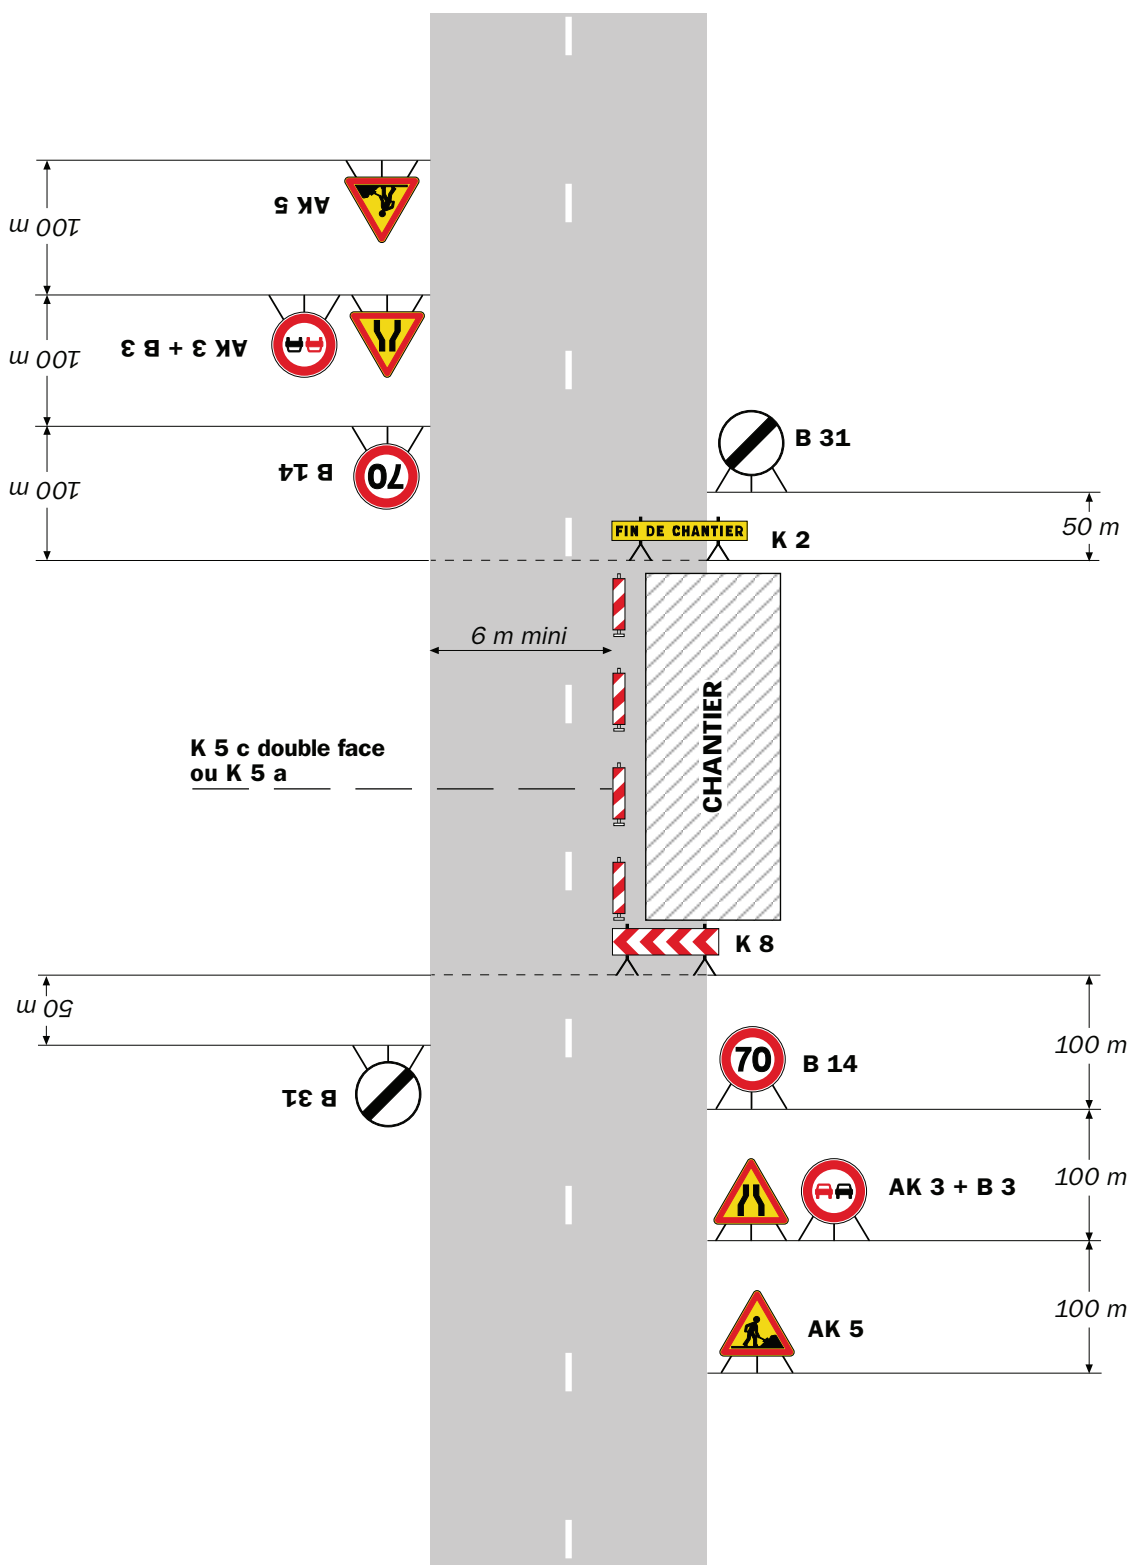 AK 5
100 m
AK 3 + B 3
100 m
B 31
B 14
70
100 m
50 m
FIN DE CHANTIER
K 2
6 m mini
CHANTIER
K 5 c double face
ou K 5 a
K 8
50 m
100 m
70
B 14
B 31
100 m
AK 3 + B 3
100 m
AK 5